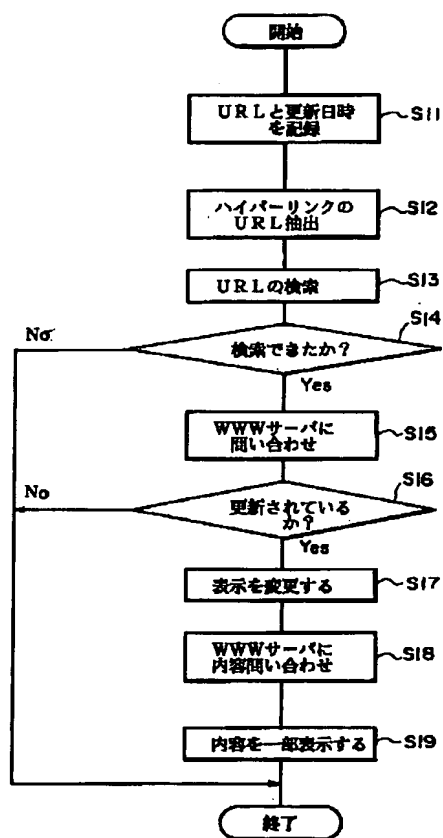 開始
URLと更新日時
を記録
S11
ハイパーリンクの
URL抽出
S12
URLの検索
S13
検索できたか?
S14
No
Yes
WWWサーバに
問い合わせ
S15
更新されている
か?
S16
No
Yes
表示を変更する
S17
WWWサーバに
内容問い合わせ
S18
内容を一部表示する
S19
終了